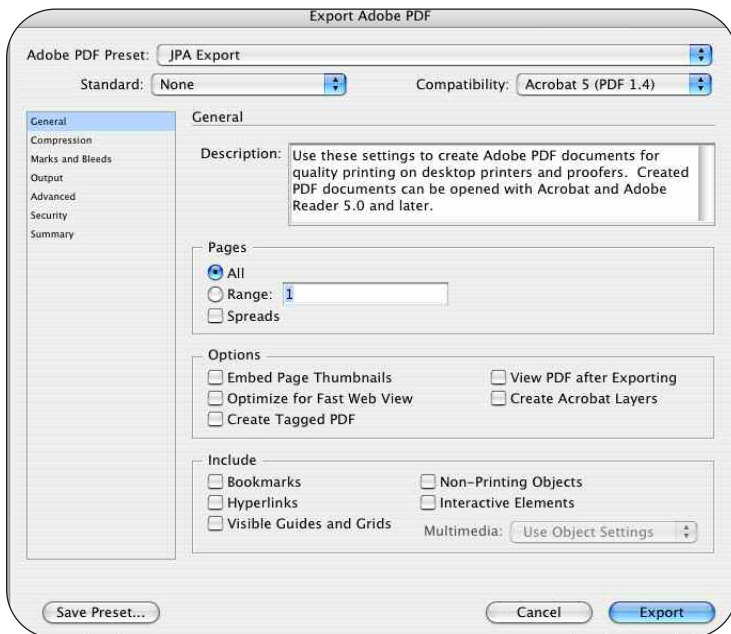 Export Adobe PDF
Adobe PDF Preset: JPA Export
Standard: None
Compatibility: Acrobat 5 (PDF 1.4)
General
Compression
Marks and Bleeds
Output
Advanced
Security
Summary
General
Description: Use these settings to create Adobe PDF documents for
quality printing on desktop printers and proofers.  Created
PDF documents can be opened with Acrobat and Adobe
Reader 5.0 and later.
Pages
All
Range: 1
Spreads
Options
Embed Page Thumbnails
Optimize for Fast Web View
Create Tagged PDF
View PDF after Exporting
Create Acrobat Layers
Include
Bookmarks
Hyperlinks
Visible Guides and Grids
Non-Printing Objects
Interactive Elements
Multimedia: Use Object Settings
Save Preset...
Cancel
Export